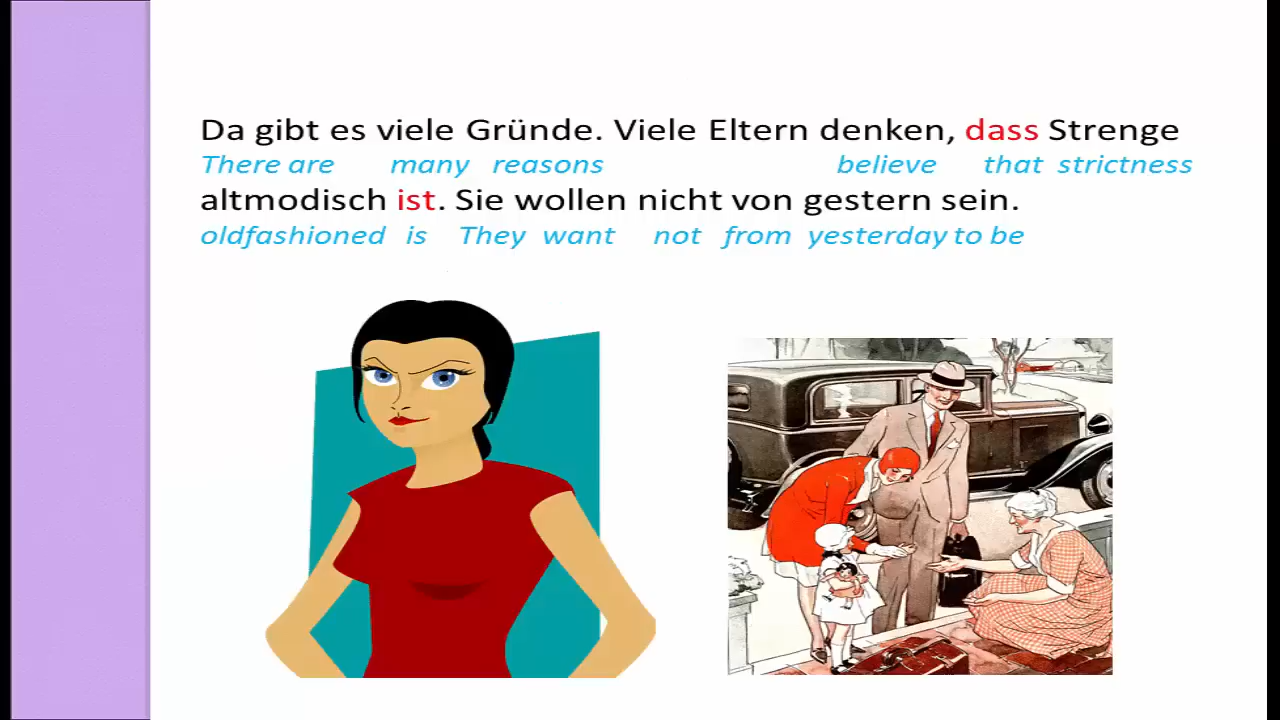 Da gibt es viele Gründe. Viele Eltern denken, dass Strenge
There are many reasons believe that strictness
altmodisch ist. Sie wollen nicht von gestern sein.
oldfashioned is They want not from yesterday to be